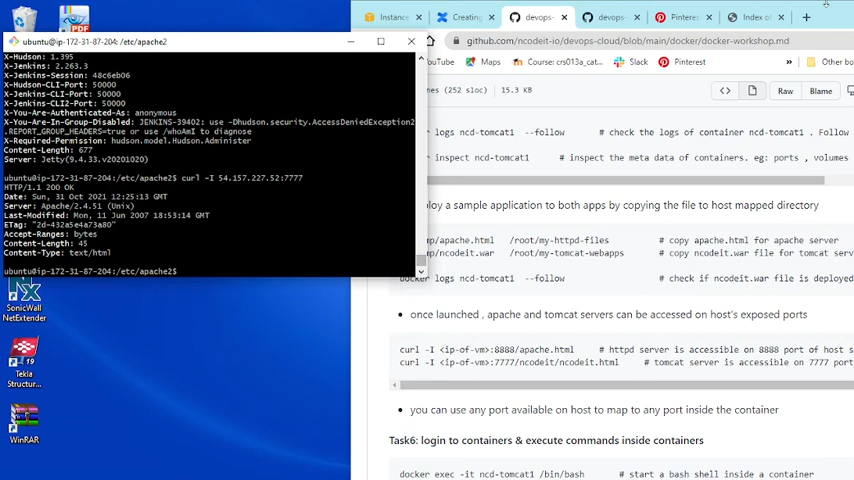 PDF
SonicWall
NetExtender
Tekla
Structure...
WinRAR
ubuntu@ip-172-31-87-204: /etc/apache2
X-Hudson: 1.395
X-Jenkins: 2.263.3
X-Jenkins-Session: 48c6eb06
X-Hudson-CLI-Port: 50000
X-Jenkins-CLI-Port: 50000
X-Jenkins-CLI2-Port: 50000
X-You-Are-Authenticated-As: anonymous
X-You-Are-In-Group-Disabled: JENKINS-39402: use -Dhudson.security.AccessDeniedException2
.REPORT_GROUP_HEADERS=true or use /whoAmI to diagnose
X-Required-Permission: hudson.model.Hudson.Administer
Content-Length: 677
Server: Jetty(9.4.33.v20201020)
ubuntu@ip-172-31-87-204:/etc/apache2$ curl -I 54.157.227.52:7777
HTTP/1.1 200 OK
Date: Sun, 31 Oct 2021 12:25:13 GMT
Server: Apache/2.4.51 (Unix)
Last-Modified: Mon, 11 Jun 2007 18:53:14 GMT
ETag: "2d-432a5e4a73a80"
Accept-Ranges: bytes
Content-Length: 45
Content-Type: text/html
ubuntu@ip-172-31-87-204:/etc/apache2$
Instance
Creating
devops-
devops-
Pinteres
Index of
github.com/ncodeit-io/devops-cloud/blob/main/docker/docker-workshop.md
YouTube
Maps
Course: crs013a_cat...
Slack
Pinterest
»
Other bo
(252 sloc)
15.3 KB
Raw
Blame
logs ncd-tomcat1 --follow # check the logs of container ncd-tomcat1 . Follow
inspect ncd-tomcat1 # inspect the meta data of containers. eg: ports , volumes
loy a sample application to both apps by copying the file to host mapped directory
mp/apache.html /root/my-httpd-files # copy apache.html for apache server
mp/ncodeit.war /root/my-tomcat-webapps # copy ncodeit.war file for tomcat serv
docker logs ncd-tomcat1 --follow # check if ncodeit.war file is deployed
• once launched , apache and tomcat servers can be accessed on host's exposed ports
curl -I <ip-of-vm>:8888/apache.html # httpd server is accessible on 8888 port of host s
curl -I <ip-of-vm>:7777/ncodeit/ncodeit.html # tomcat server is accessible on 7777 port
• you can use any port available on host to map to any port inside the container
Task6: login to containers & execute commands inside containers
docker exec -it ncd-tomcat1 /bin/bash # start a bash shell inside a container